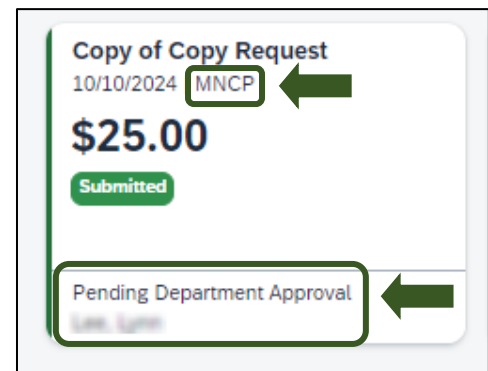 Copy of Copy Request
10/10/2024 MNCP
$25.00
Submitted
Pending Department Approval